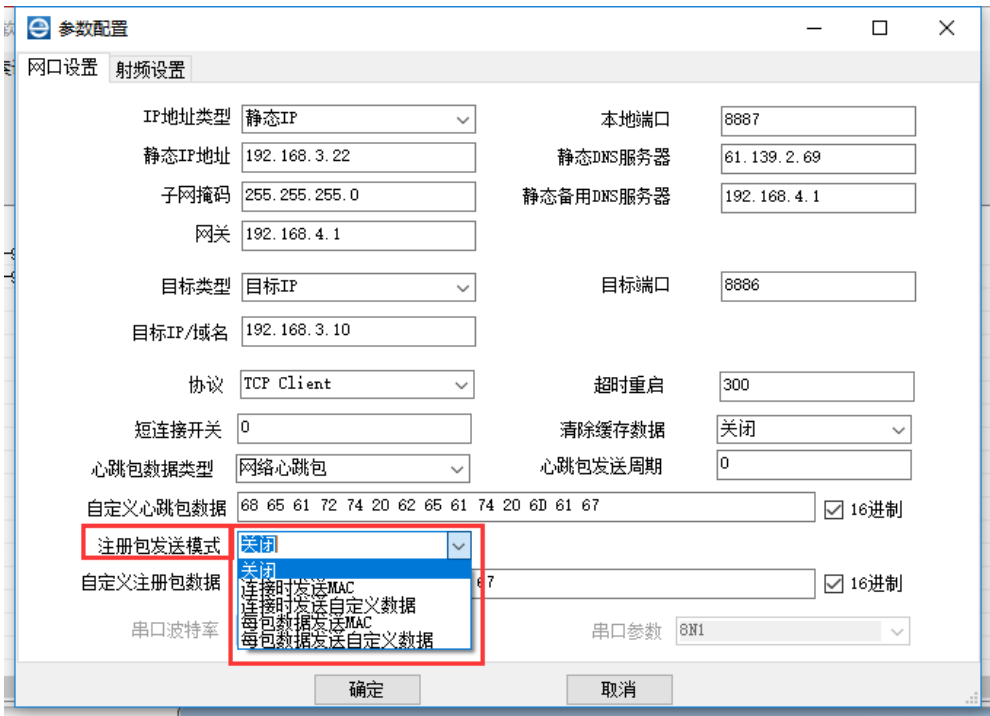 参数配置
网口设置 射频设置
IP地址类型 静态IP 本地端口 8887
静态IP地址 192.168.3.22 静态DNS服务器 61.139.2.69
子网掩码 255.255.255.0 静态备用DNS服务器 192.168.4.1
网关 192.168.4.1
目标类型 目标IP 目标端口 8886
目标IP/域名 192.168.3.10
协议 TCP Client 超时重启 300
短连接开关 0 清除缓存数据 关闭
心跳包数据类型 网络心跳包 心跳包发送周期 0
自定义心跳包数据 68 65 61 72 74 20 62 65 61 74 20 6D 61 67 16进制
注册包发送模式 关闭
关闭
自定义注册包数据 连接时发送MAC 67 16进制
连接时发送自定义数据
每包数据发送MAC
串口波特率 串口参数 8N1
每包数据发送自定义数据
确定 取消